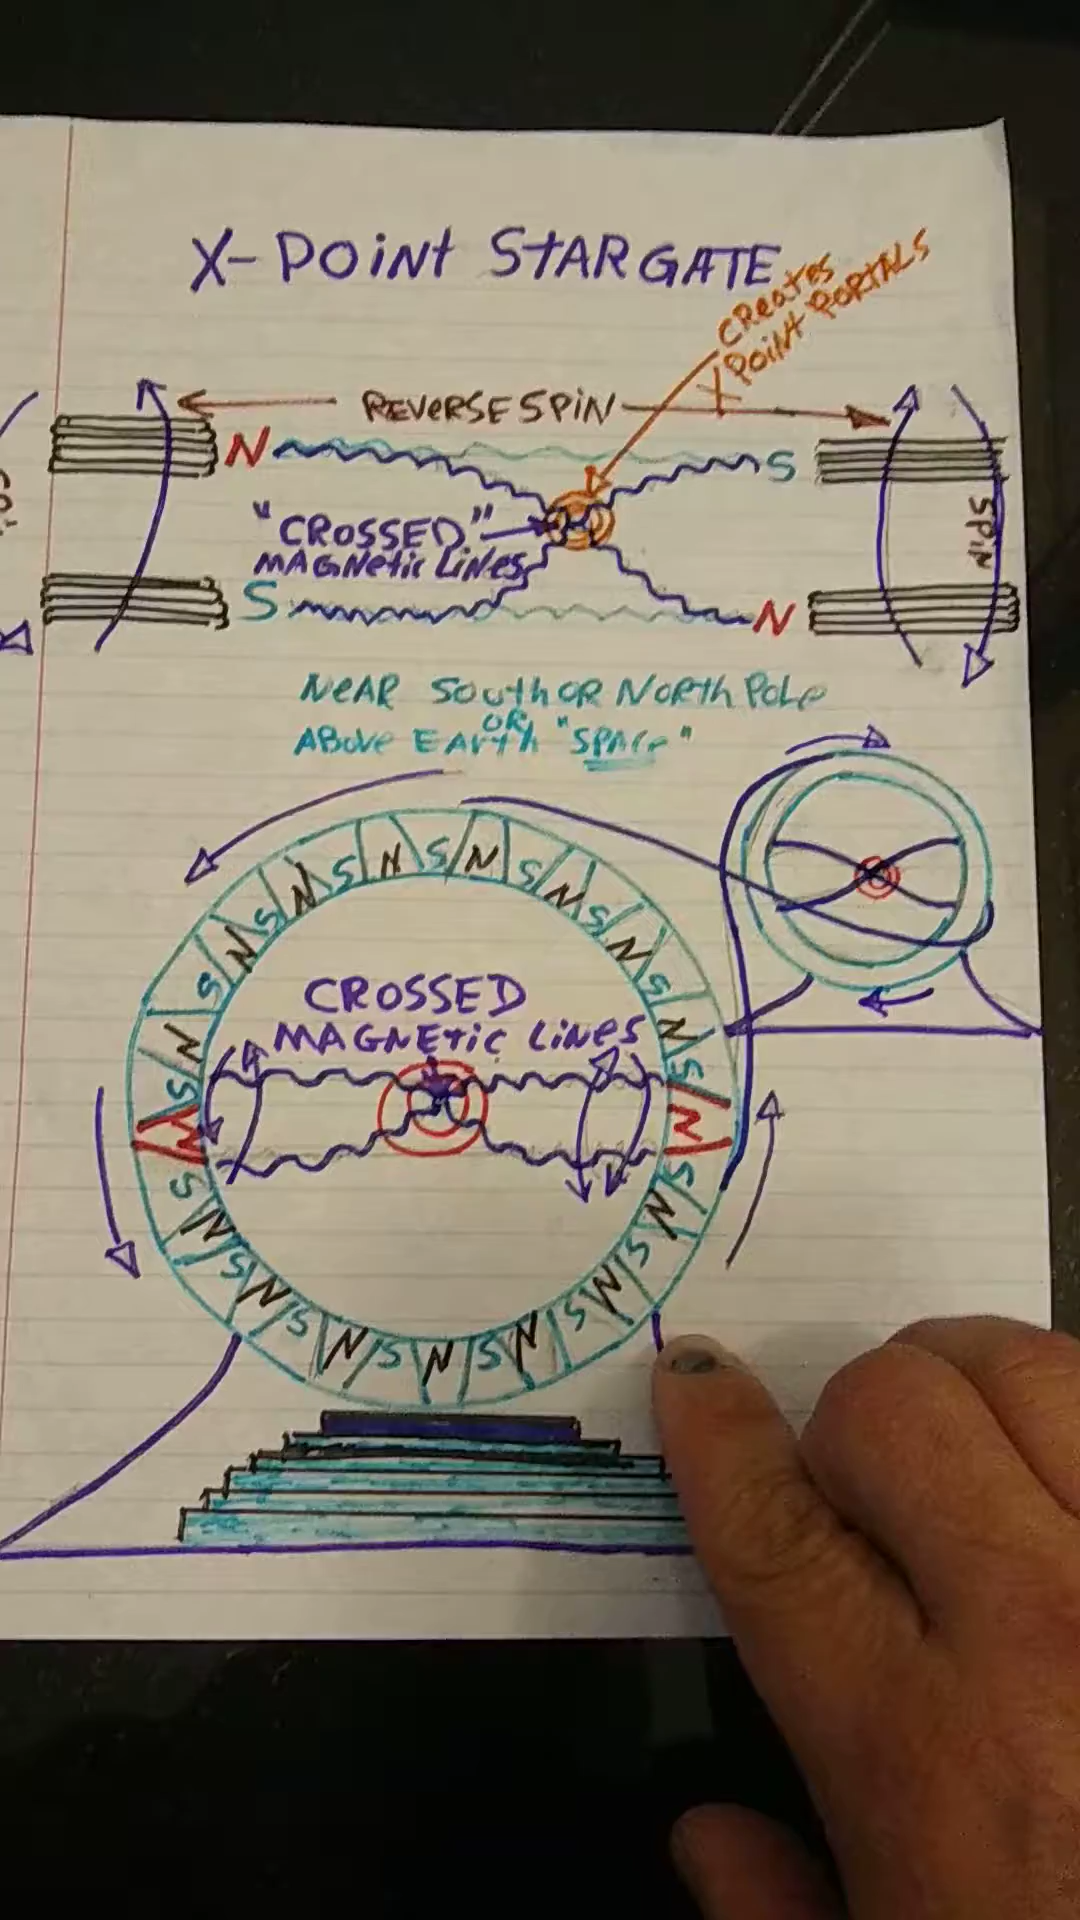 X-POINT STARGATE
CREATES
X POINT PORTALS
REVERSE SPIN
N
S
"CROSSED"
MAGNETIC LINES
SPIN
S
N
NEAR SOUTH OR NORTH POLE
OR
ABOVE EARTH "SPACE"
N S N S N S N S N S N S N S N S N S N S N S N S N S N S
CROSSED
MAGNETIC LINES